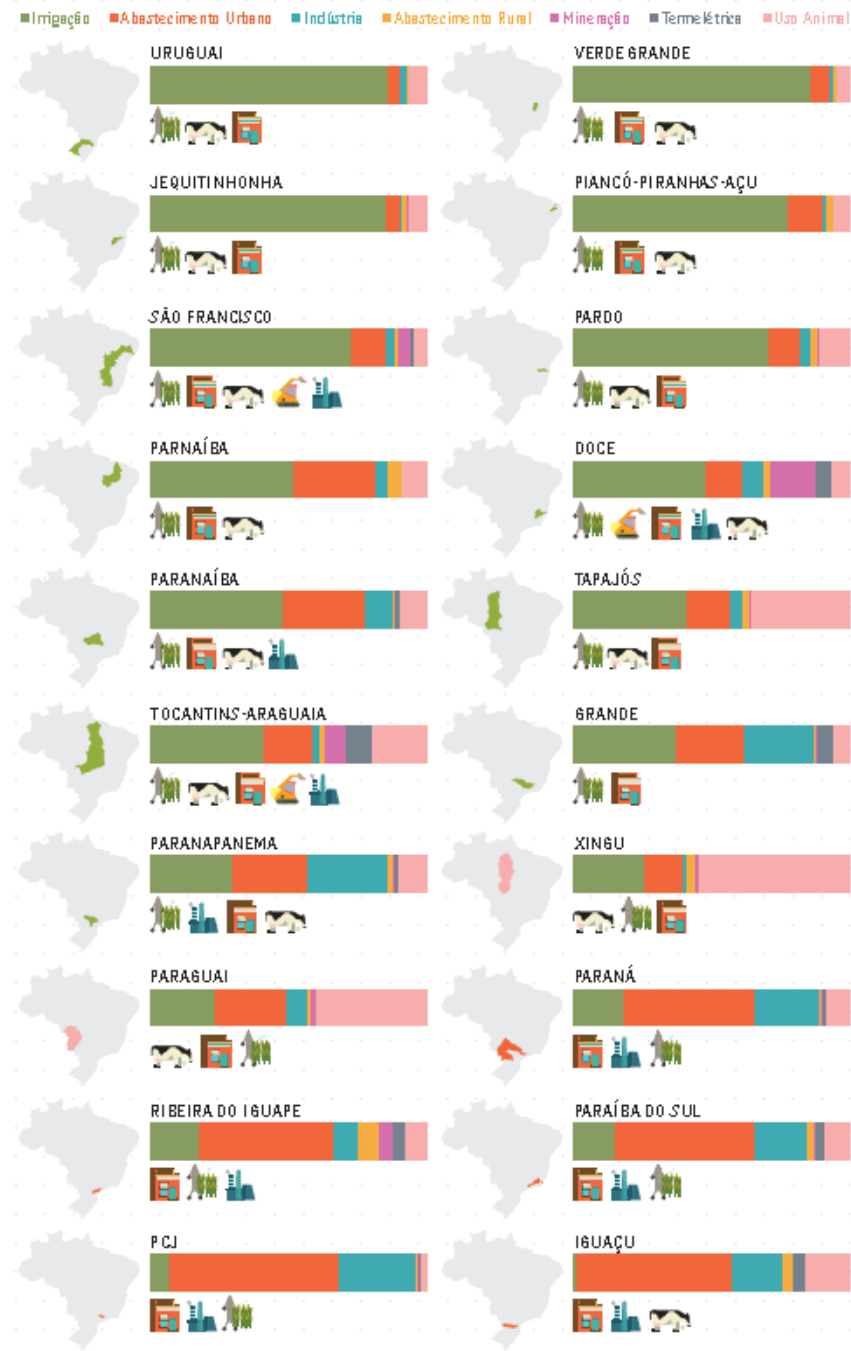 Irrigação Abastecimento Urbano Indústria Abastecimento Rural Mineração Termelétrica Uso Animal
URUGUAI VERDE GRANDE
JEQUITINHONHA PIANCÓ-PIRANHAS-AÇU
SÃO FRANCISCO PARDO
PARNAÍBA DOCE
PARANAÍBA TAPAJÓS
TOCANTINS-ARAGUAIA GRANDE
PARANAPANEMA XINGU
PARAGUAI PARANÁ
RIBEIRA DO IGUAPE PARAÍBA DO SUL
PCJ IGUAÇU